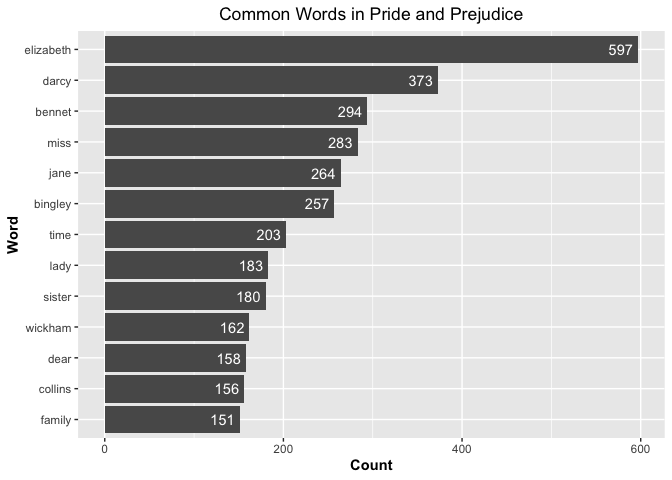 Common Words in Pride and Prejudice
Word
elizabeth 597
darcy 373
bennet 294
miss 283
jane 264
bingley 257
time 203
lady 183
sister 180
wickham 162
dear 158
collins 156
family 151
0 200 400 600
Count